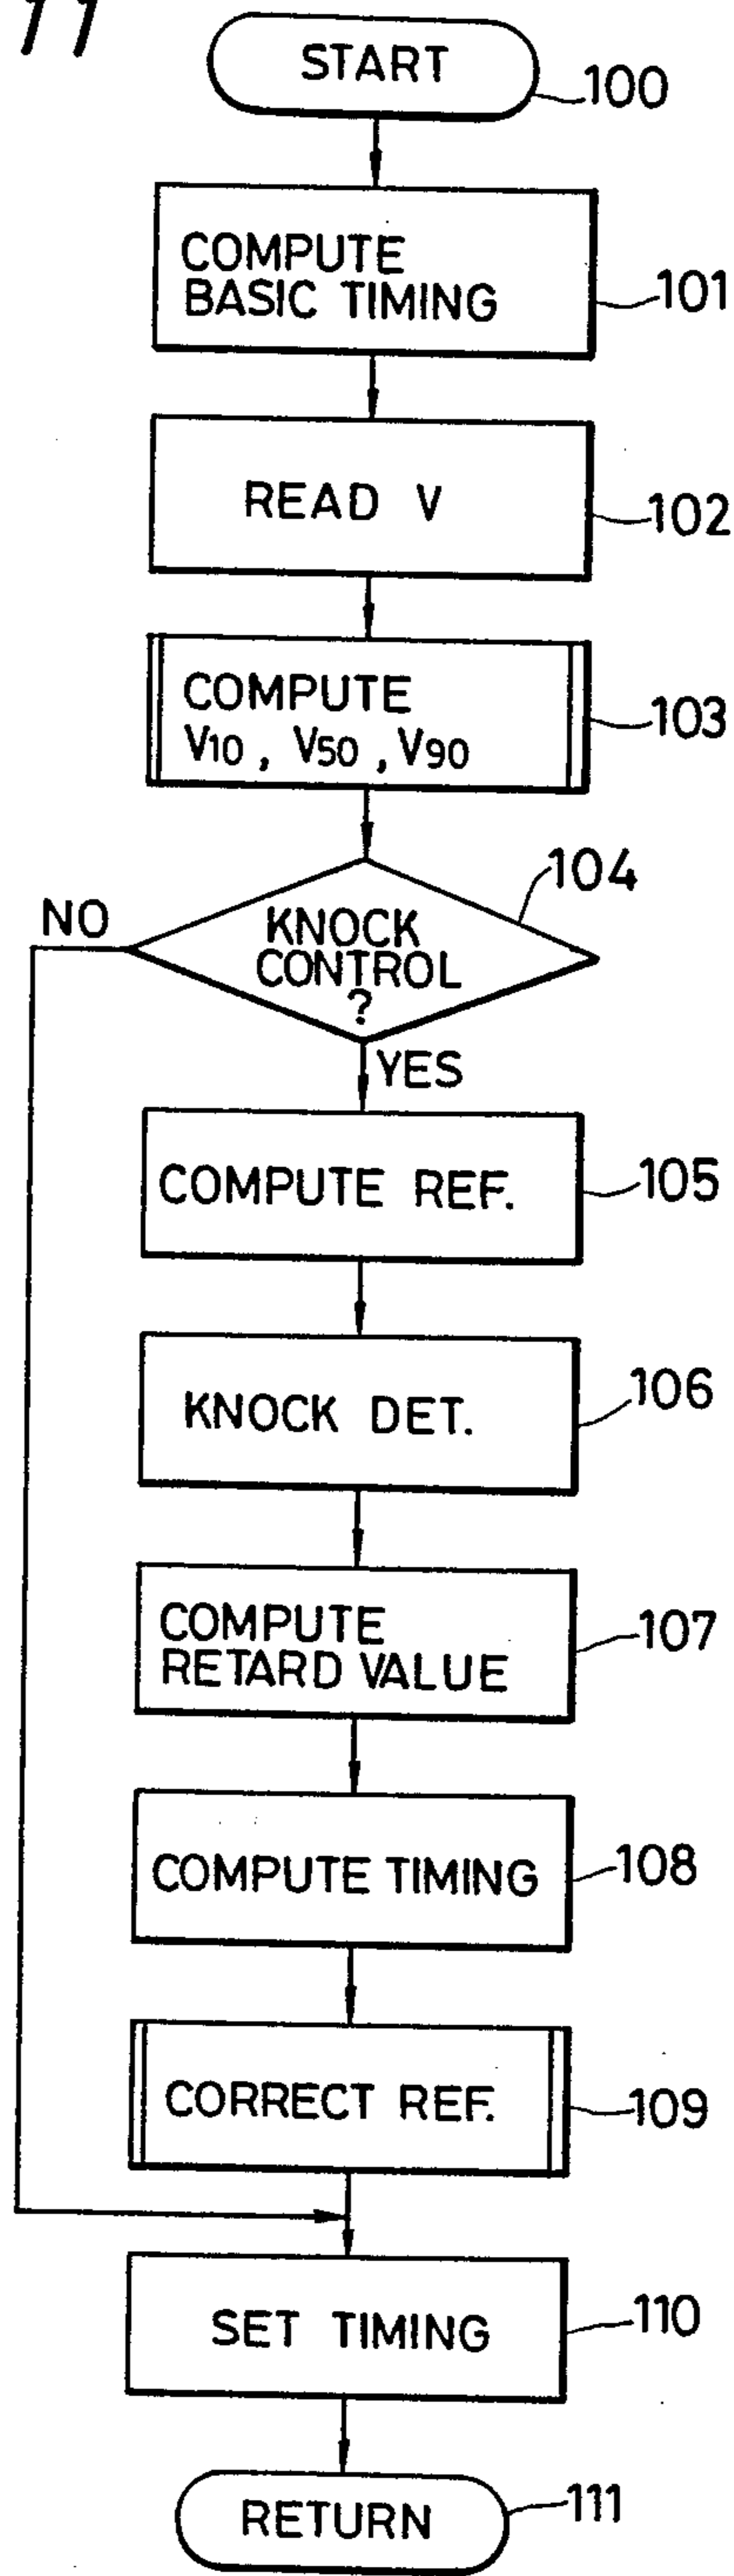 11
START
100
COMPUTE
BASIC TIMING
101
READ V
102
COMPUTE
V10, V50, V90
103
104
NO
KNOCK
CONTROL
?
YES
COMPUTE REF.
105
KNOCK DET.
106
COMPUTE
RETARD VALUE
107
COMPUTE TIMING
108
CORRECT REF.
109
SET TIMING
110
RETURN
111